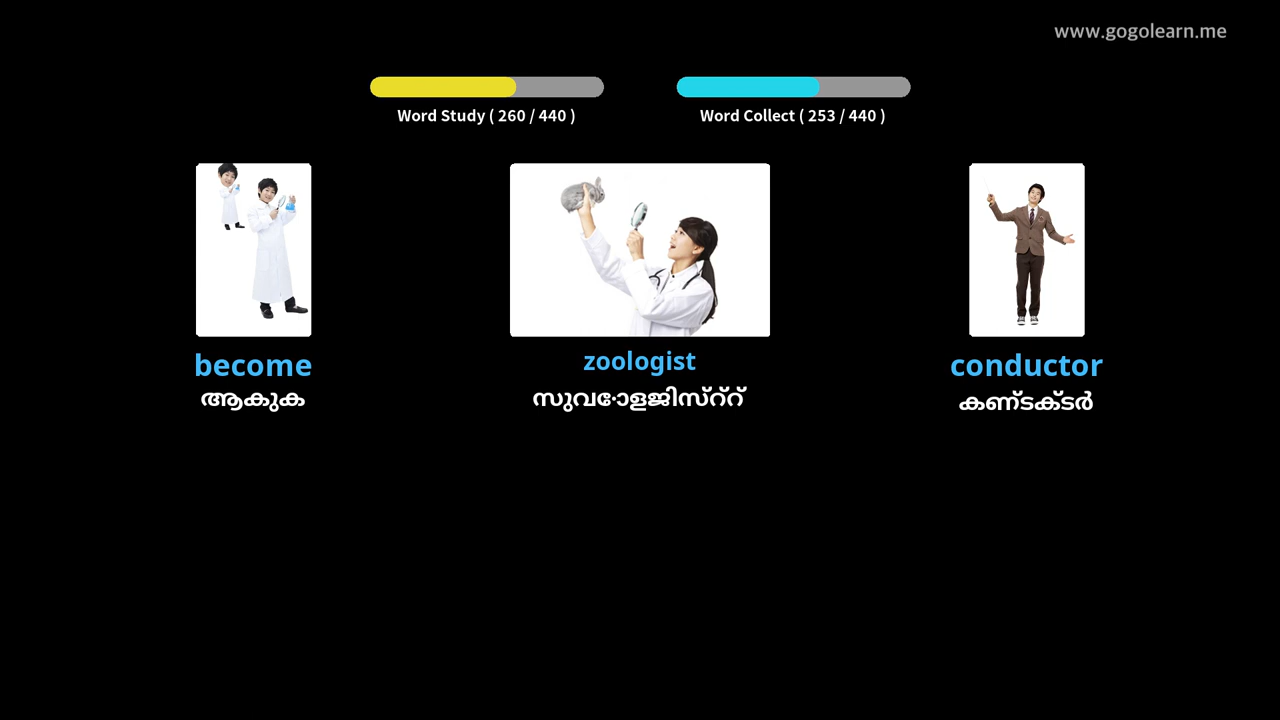 www.gogolearn.me
Word Study ( 260 / 440 )
Word Collect ( 253 / 440 )
become
zoologist
conductor
ആകുക
സുവോളജിസ്റ്റ്
കണ്ടക്ടർ